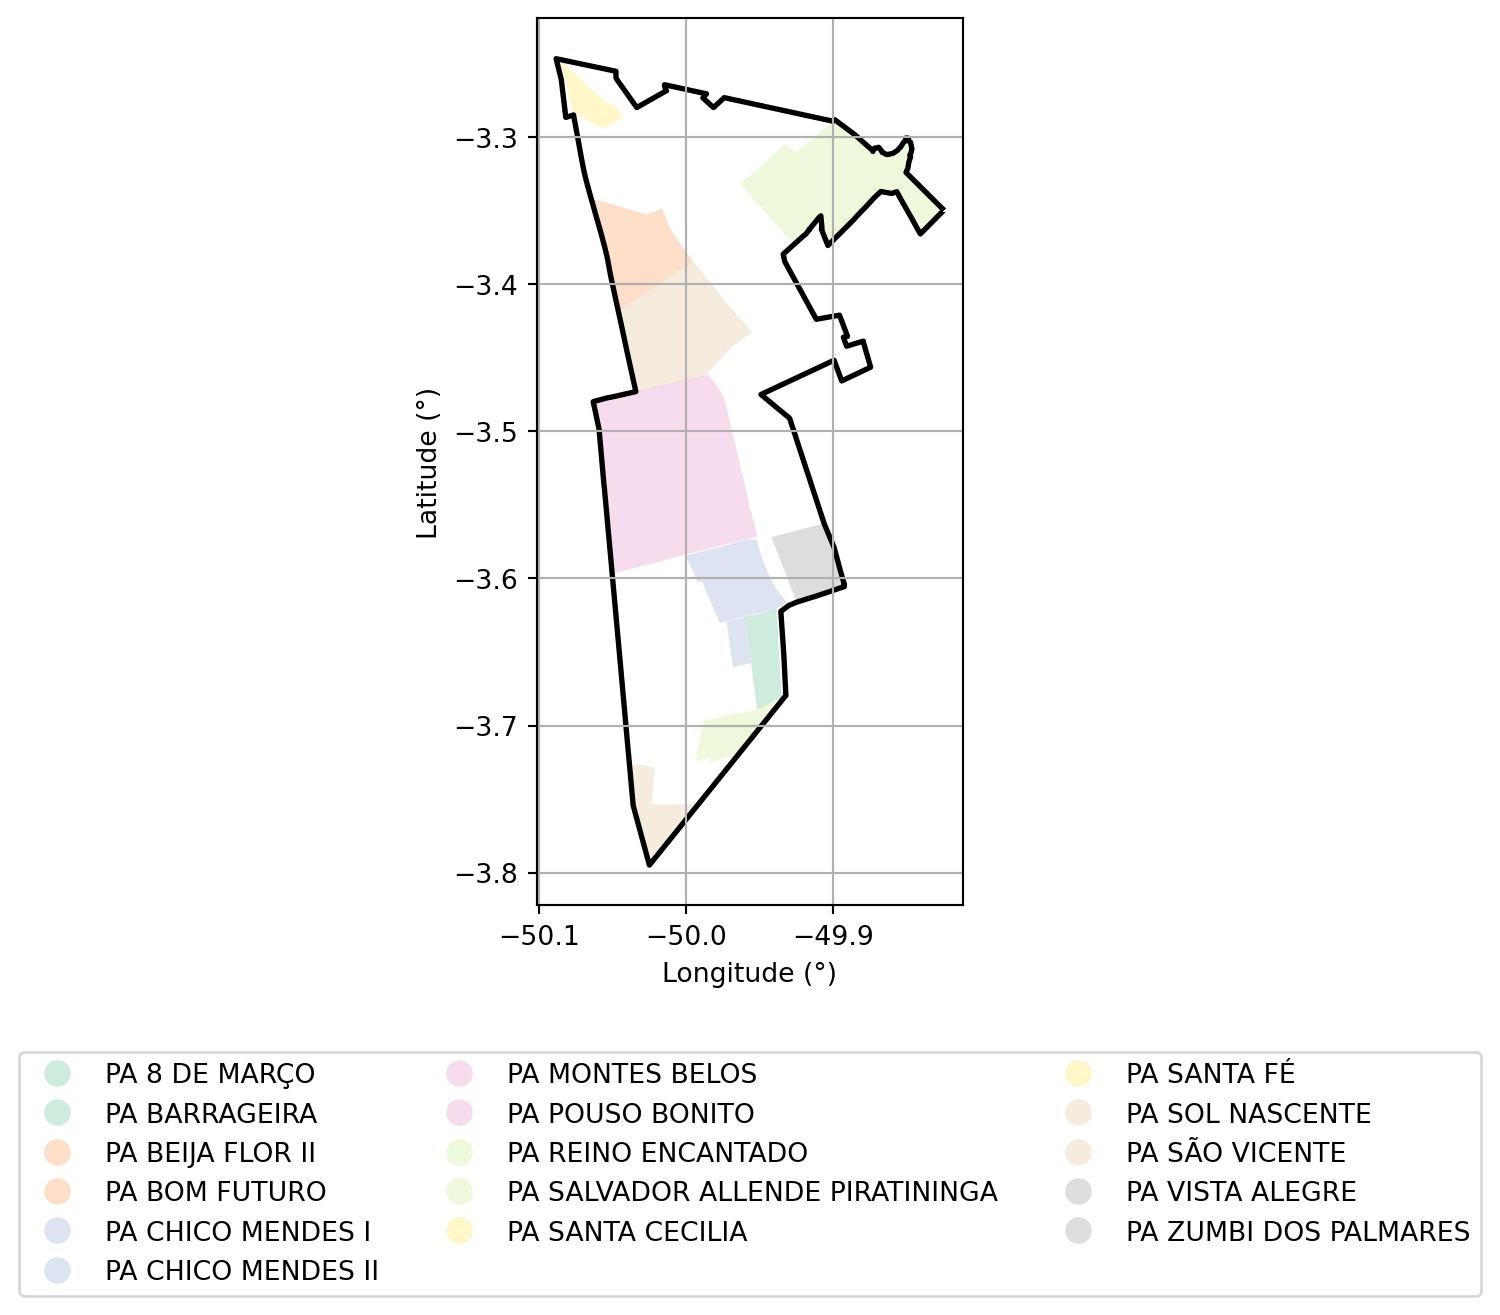 −3.3
−3.4
−3.5
−3.6
−3.7
−3.8
Latitude (°)
−50.1 −50.0 −49.9
Longitude (°)
PA 8 DE MARÇO
PA BARRAGEIRA
PA BEIJA FLOR II
PA BOM FUTURO
PA CHICO MENDES I
PA CHICO MENDES II
PA MONTES BELOS
PA POUSO BONITO
PA REINO ENCANTADO
PA SALVADOR ALLENDE PIRATININGA
PA SANTA CECILIA
PA SANTA FÉ
PA SOL NASCENTE
PA SÃO VICENTE
PA VISTA ALEGRE
PA ZUMBI DOS PALMARES